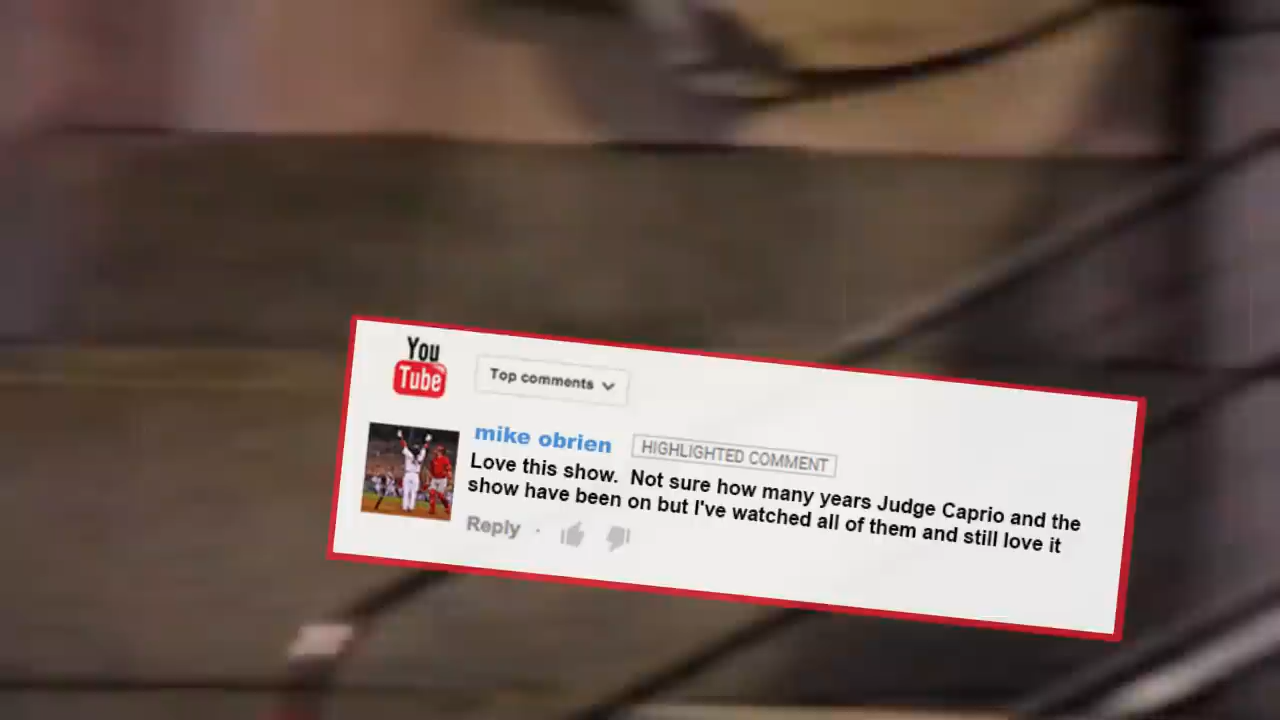 You
Tube
Top comments
mike obrien HIGHLIGHTED COMMENT
Love this show.  Not sure how many years Judge Caprio and the
show have been on but I've watched all of them and still love it
Reply ·